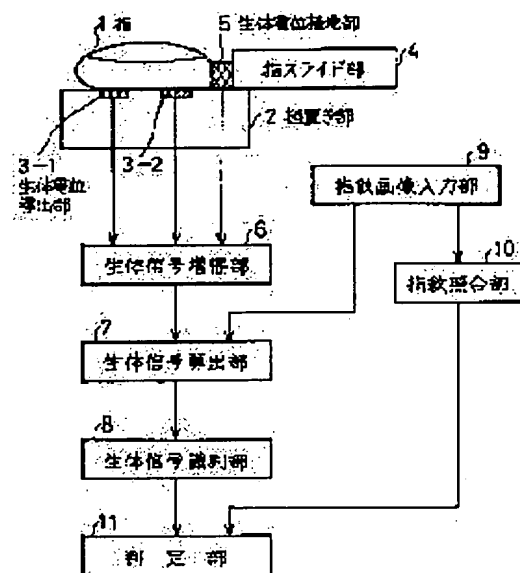 1 指
5 生体電位接地部
4
指スライド部
2 指置き部
3-1
生体電位
導出部
3-2
9
指紋画像入力部
6
生体信号増幅部
10
指紋照合部
7
生体信号算出部
8
生体信号識別部
11
判定部